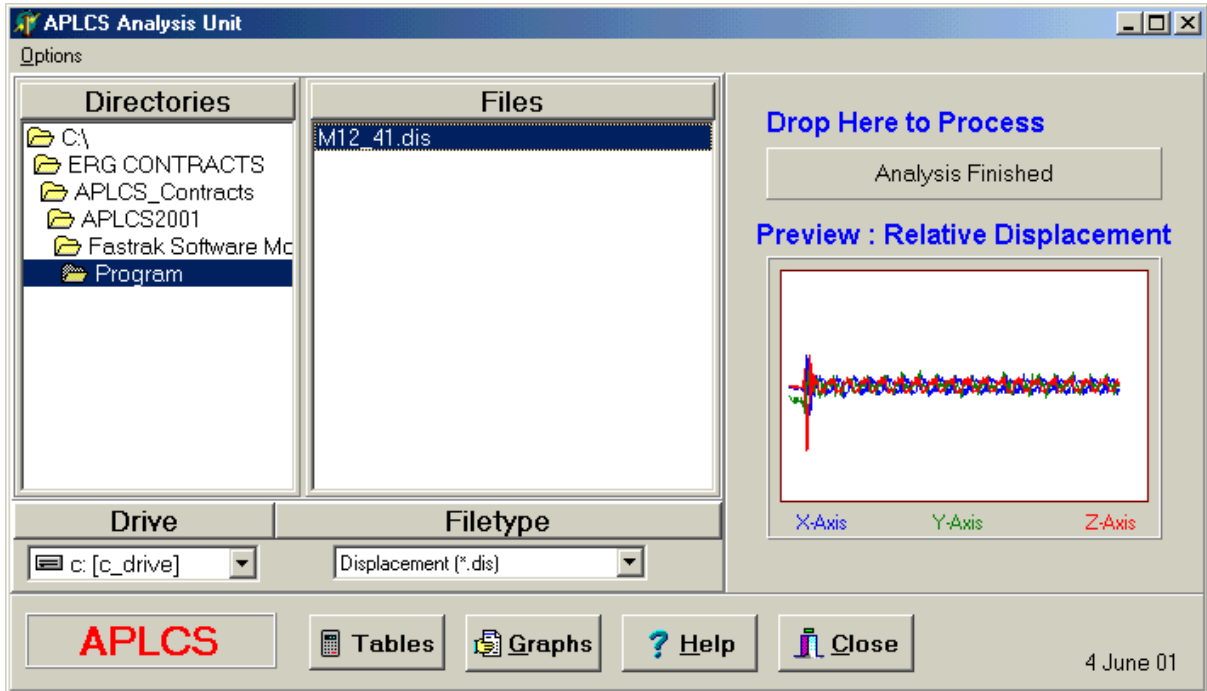 APLCS Analysis Unit
Options
Directories
Files
C:\
ERG CONTRACTS
APLCS_Contracts
APLCS2001
Fastrak Software Mc
Program
M12_41.dis
Drop Here to Process
Analysis Finished
Preview : Relative Displacement
X-Axis Y-Axis Z-Axis
Drive
Filetype
c: [c_drive]
Displacement (*.dis)
APLCS
Tables
Graphs
Help
Close
4 June 01